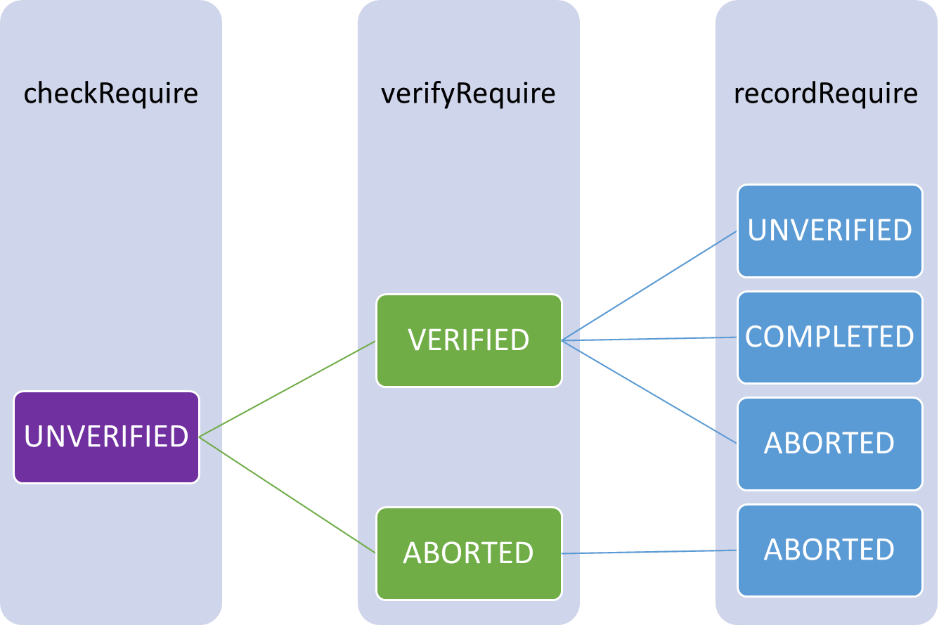 checkRequire
verifyRequire
recordRequire
UNVERIFIED
VERIFIED
ABORTED
UNVERIFIED
COMPLETED
ABORTED
ABORTED